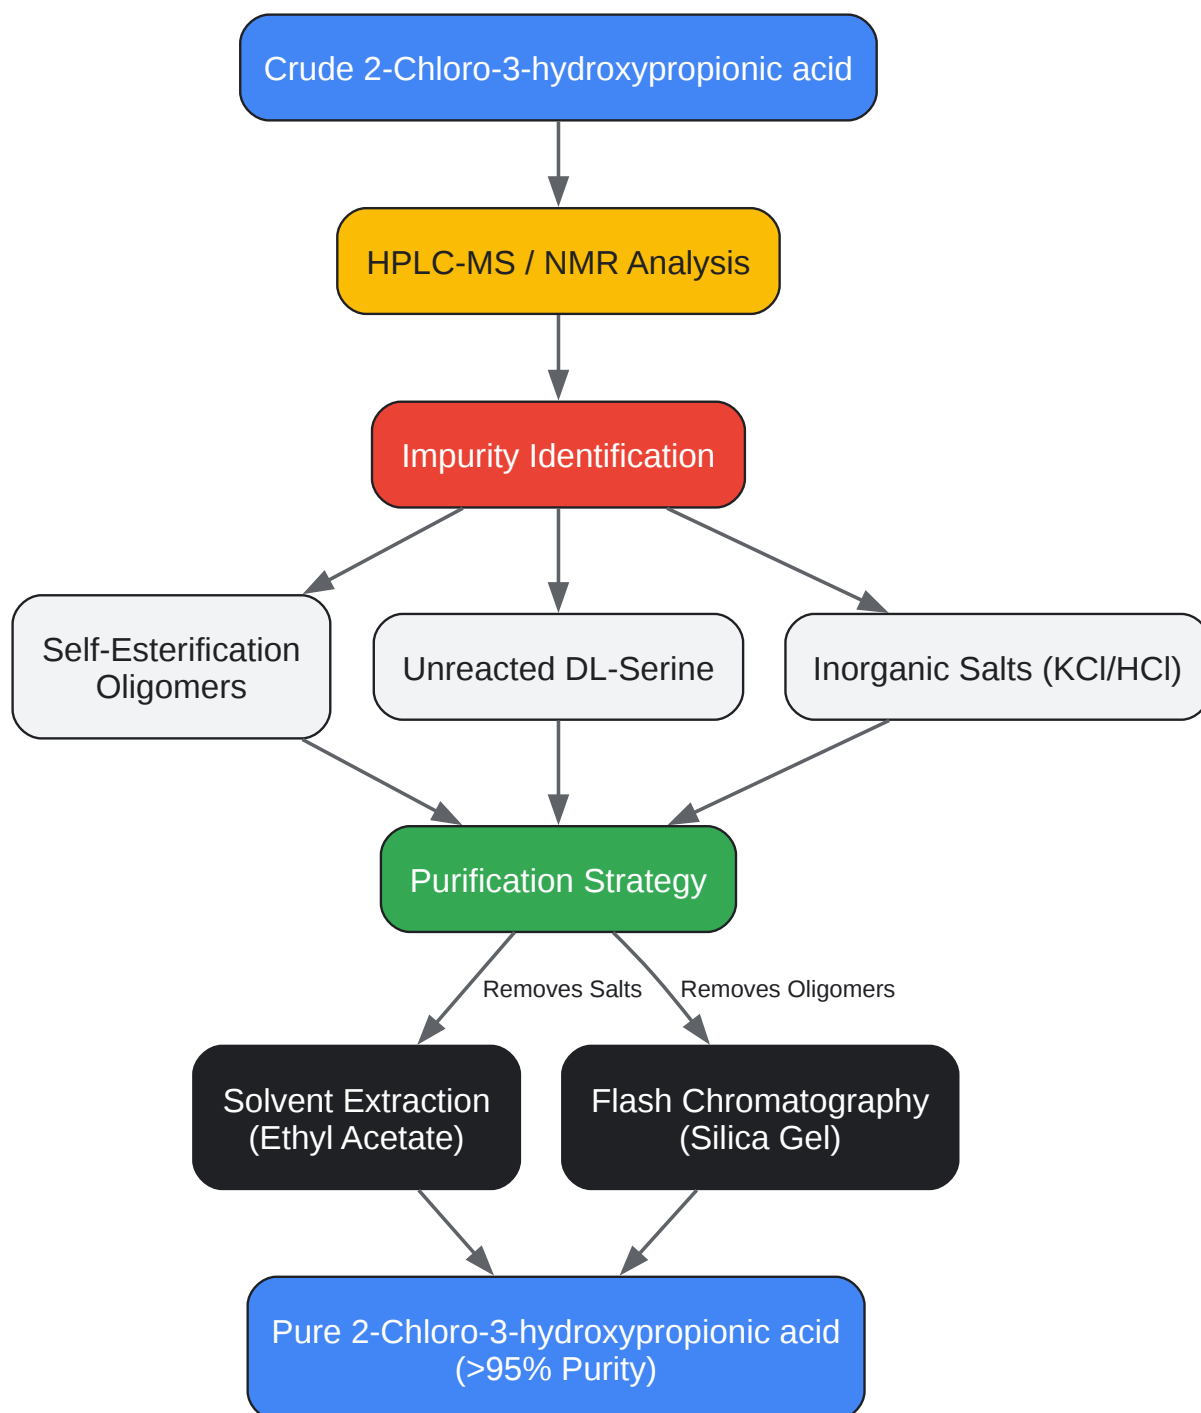 Crude 2-Chloro-3-hydroxypropionic acid
HPLC-MS / NMR Analysis
Impurity Identification
Self-Esterification
Oligomers
Unreacted DL-Serine
Inorganic Salts (KCl/HCl)
Purification Strategy
Removes Salts
Removes Oligomers
Solvent Extraction
(Ethyl Acetate)
Flash Chromatography
(Silica Gel)
Pure 2-Chloro-3-hydroxypropionic acid
(>95% Purity)